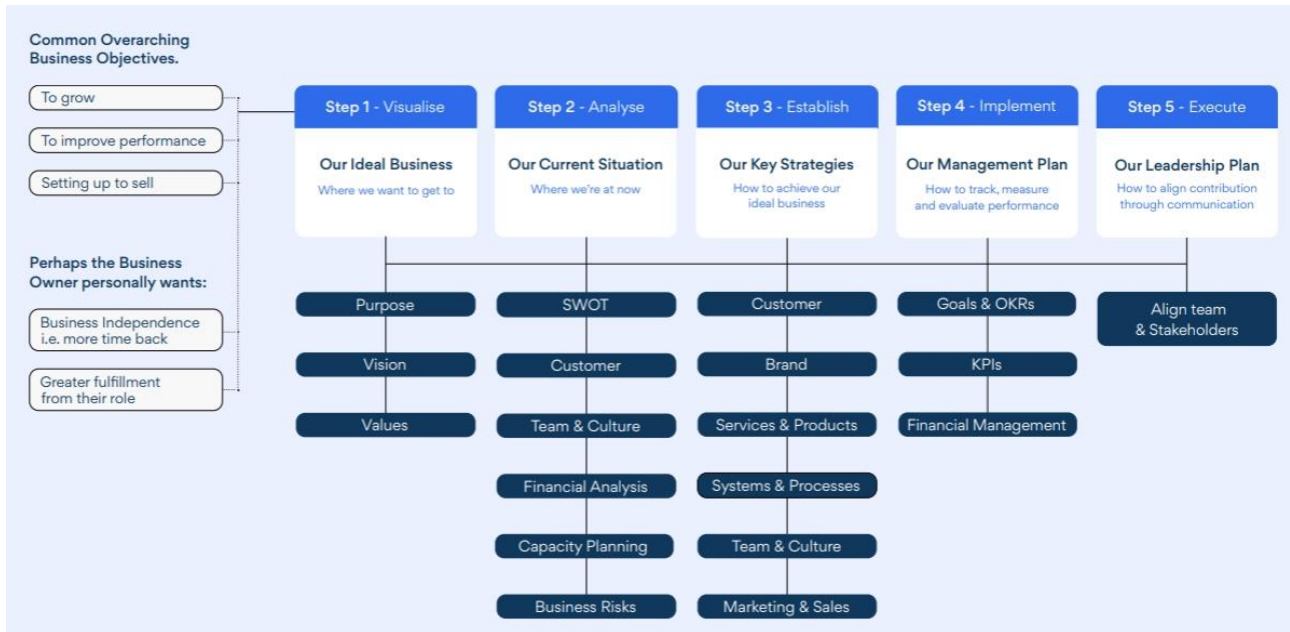 Common Overarching
Business Objectives.
To grow
To improve performance
Setting up to sell
Perhaps the Business
Owner personally wants:
Business Independence
i.e. more time back
Greater fulfillment
from their role
Step 1 - Visualise
Our Ideal Business
Where we want to get to
Purpose
Vision
Values
Step 2 - Analyse
Our Current Situation
Where we're at now
SWOT
Customer
Team & Culture
Financial Analysis
Capacity Planning
Business Risks
Step 3 - Establish
Our Key Strategies
How to achieve our
ideal business
Customer
Brand
Services & Products
Systems & Processes
Team & Culture
Marketing & Sales
Step 4 - Implement
Our Management Plan
How to track, measure
and evaluate performance
Goals & OKRs
KPIs
Financial Management
Step 5 - Execute
Our Leadership Plan
How to align contribution
through communication
Align team
& Stakeholders